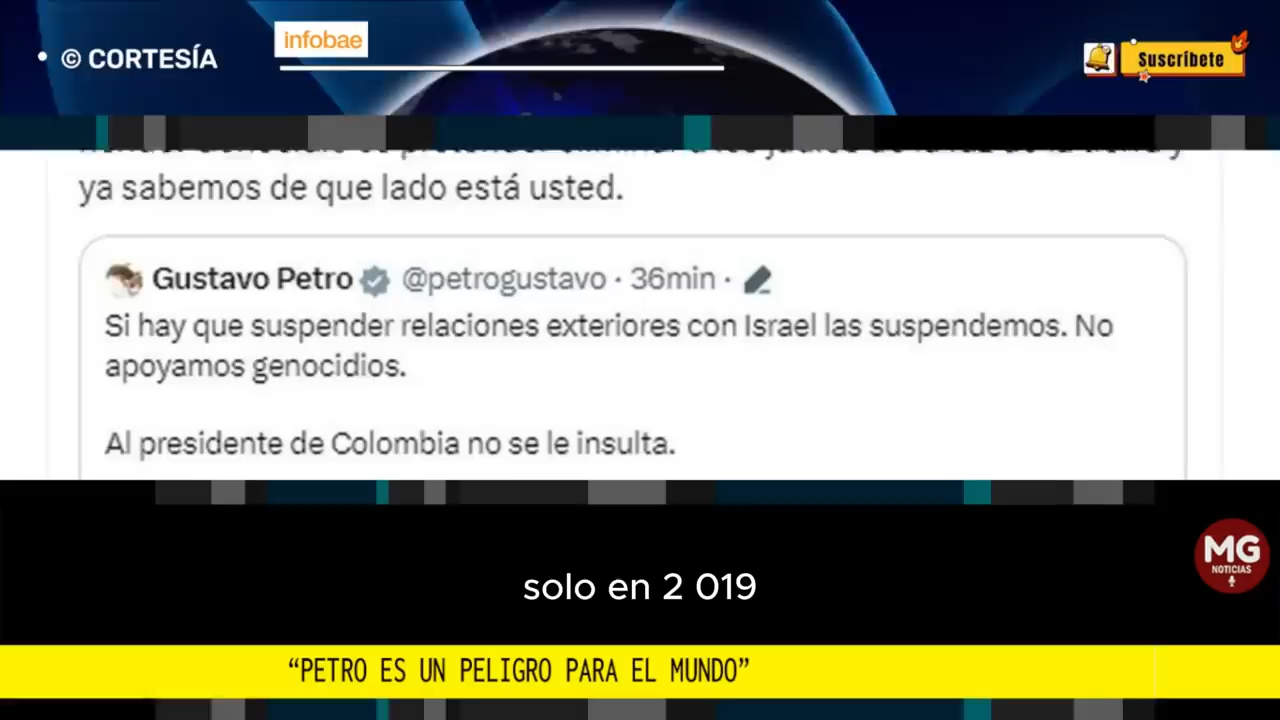 © CORTESÍA
infobae
Suscríbete
ya sabemos de que lado está usted.
Gustavo Petro @petrogustavo · 36min ·
Si hay que suspender relaciones exteriores con Israel las suspendemos. No
apoyamos genocidios.
Al presidente de Colombia no se le insulta.
MG
NOTICIAS
solo en 2 019
“PETRO ES UN PELIGRO PARA EL MUNDO”